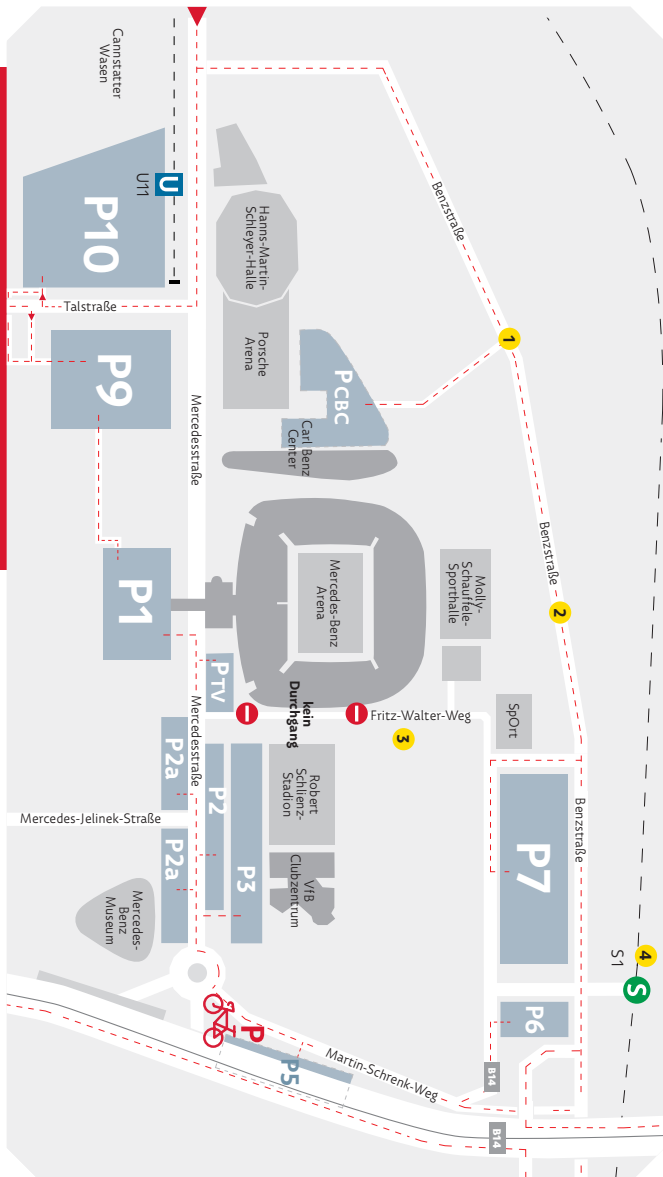 Cannstatter
Wasen
U
U11
P10
Talstraße
P9
Hanns-Martin-
Schleyer-Halle
Porsche
Arena
P CBC
Carl Benz
Center
Benzstraße
1
Mercedesstraße
P1
Mercedes-Benz
Arena
Molly-
Schauffele-
Sporthalle
Benzstraße
2
PTV
kein
Durchgang
Fritz-Walter-Weg
3
SpOrt
Mercedesstraße
P2a
P2
P3
Robert
Schlienz-
Stadion
Benzstraße
P7
Mercedes-Jelinek-Straße
P2a
VfB
Clubzentrum
Mercedes-
Benz
Museum
4
S1
S
P6
P
P5
Martin-Schrenk-Weg
B14
B14